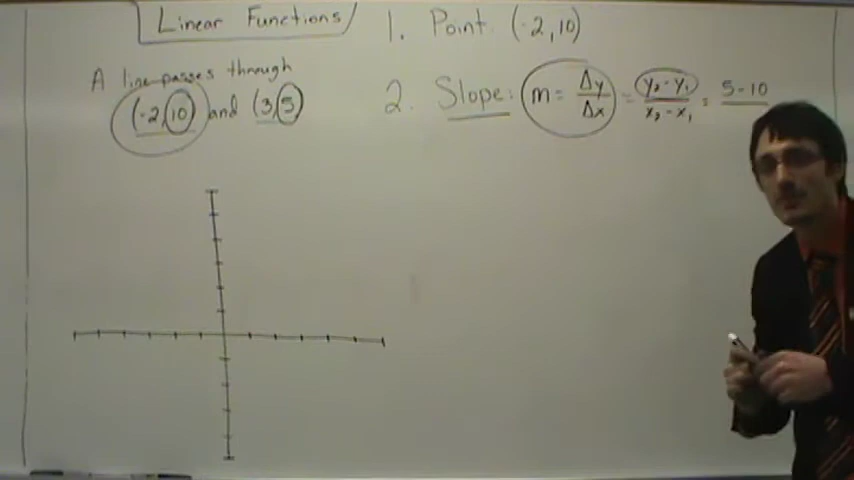 Linear Functions
1. Point: (-2,10)
A line passes through
(-2,10) and (3,5)
2. Slope: m = Δy/Δx = y₂-y₁/x₂-x₁ = 5-10